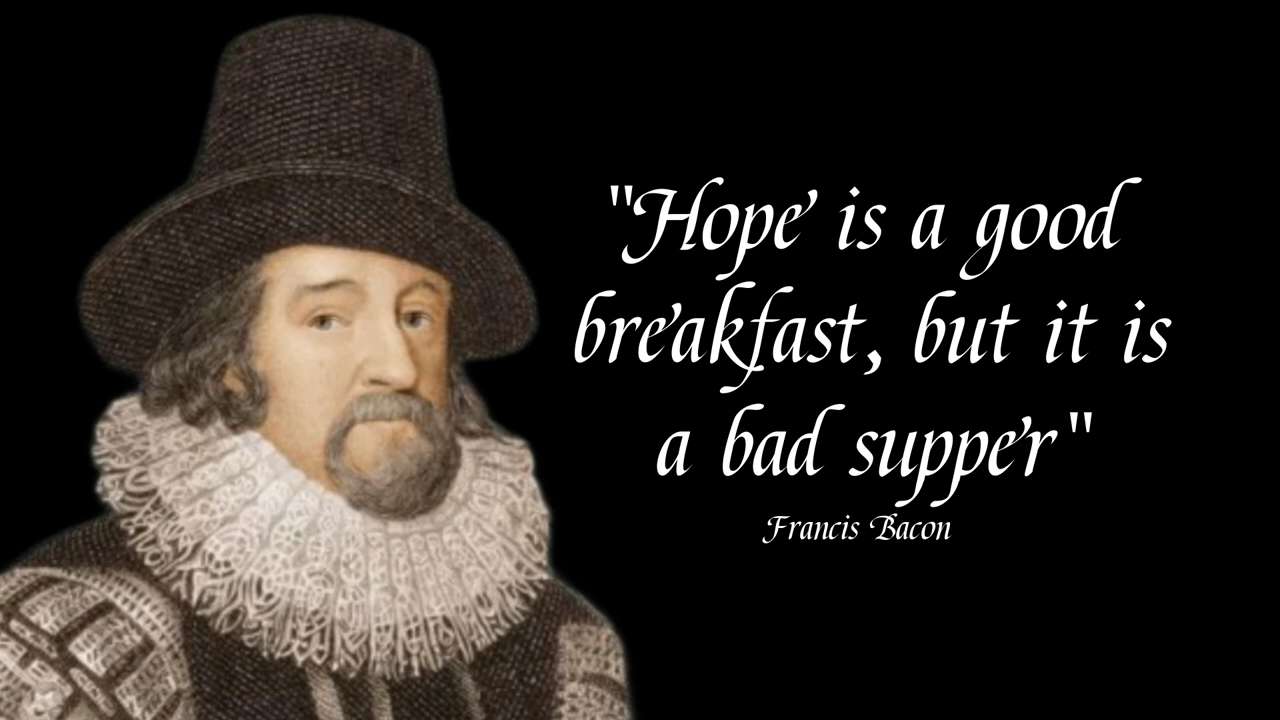 "Hope is a good
breakfast, but it is
a bad supper"
Francis Bacon